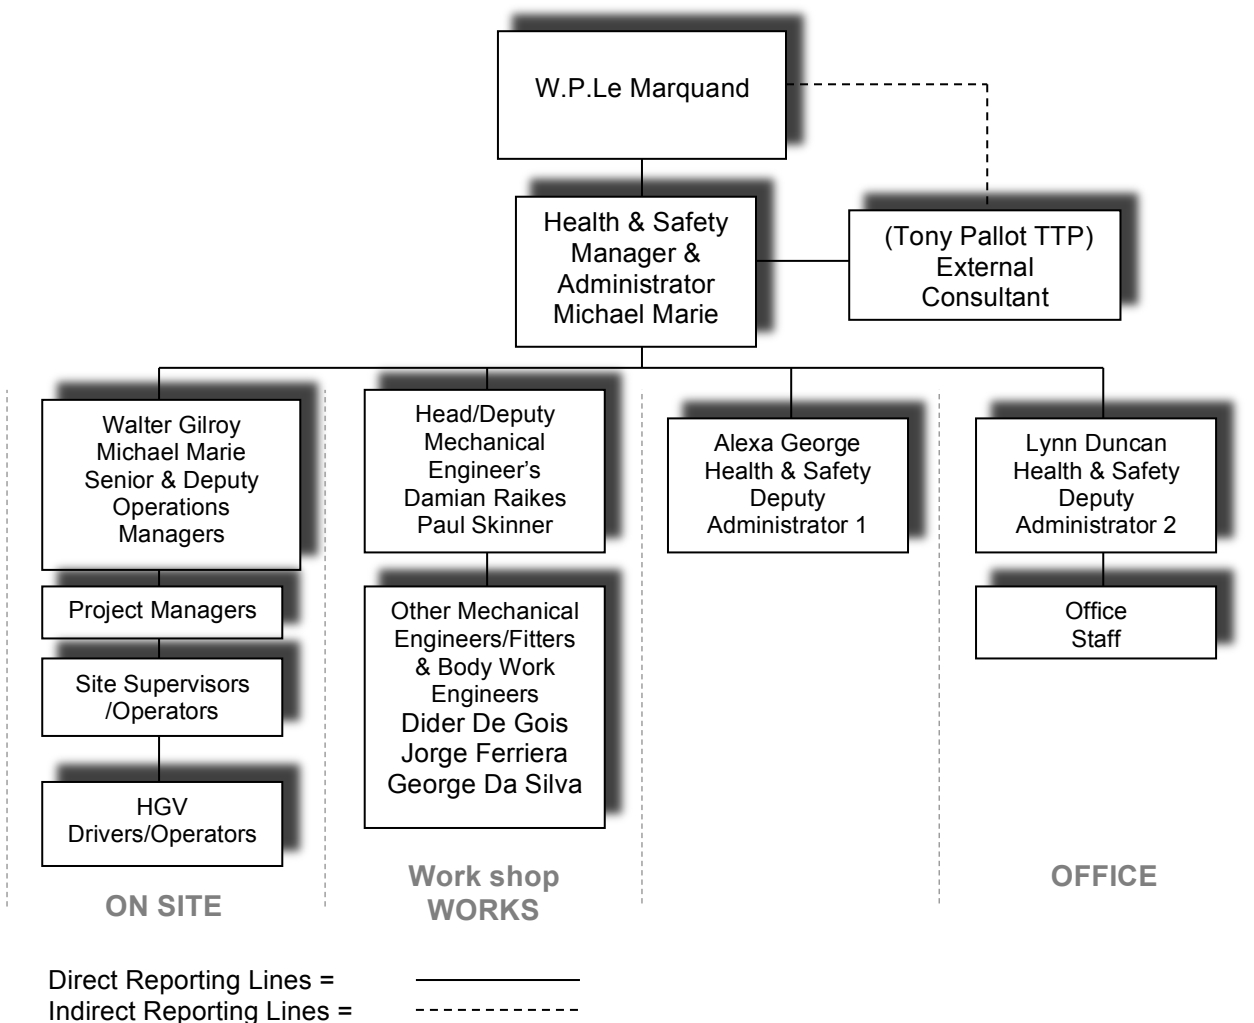 W.P.Le Marquand
Health & Safety
Manager &
Administrator
Michael Marie
(Tony Pallot TTP)
External
Consultant
Walter Gilroy
Michael Marie
Senior & Deputy
Operations
Managers
Project Managers
Site Supervisors
/Operators
HGV
Drivers/Operators
ON SITE
Head/Deputy
Mechanical
Engineer’s
Damian Raikes
Paul Skinner
Other Mechanical
Engineers/Fitters
& Body Work
Engineers
Dider De Gois
Jorge Ferriera
George Da Silva
Work shop
WORKS
Alexa George
Health & Safety
Deputy
Administrator 1
Lynn Duncan
Health & Safety
Deputy
Administrator 2
Office
Staff
OFFICE
Direct Reporting Lines =
Indirect Reporting Lines =